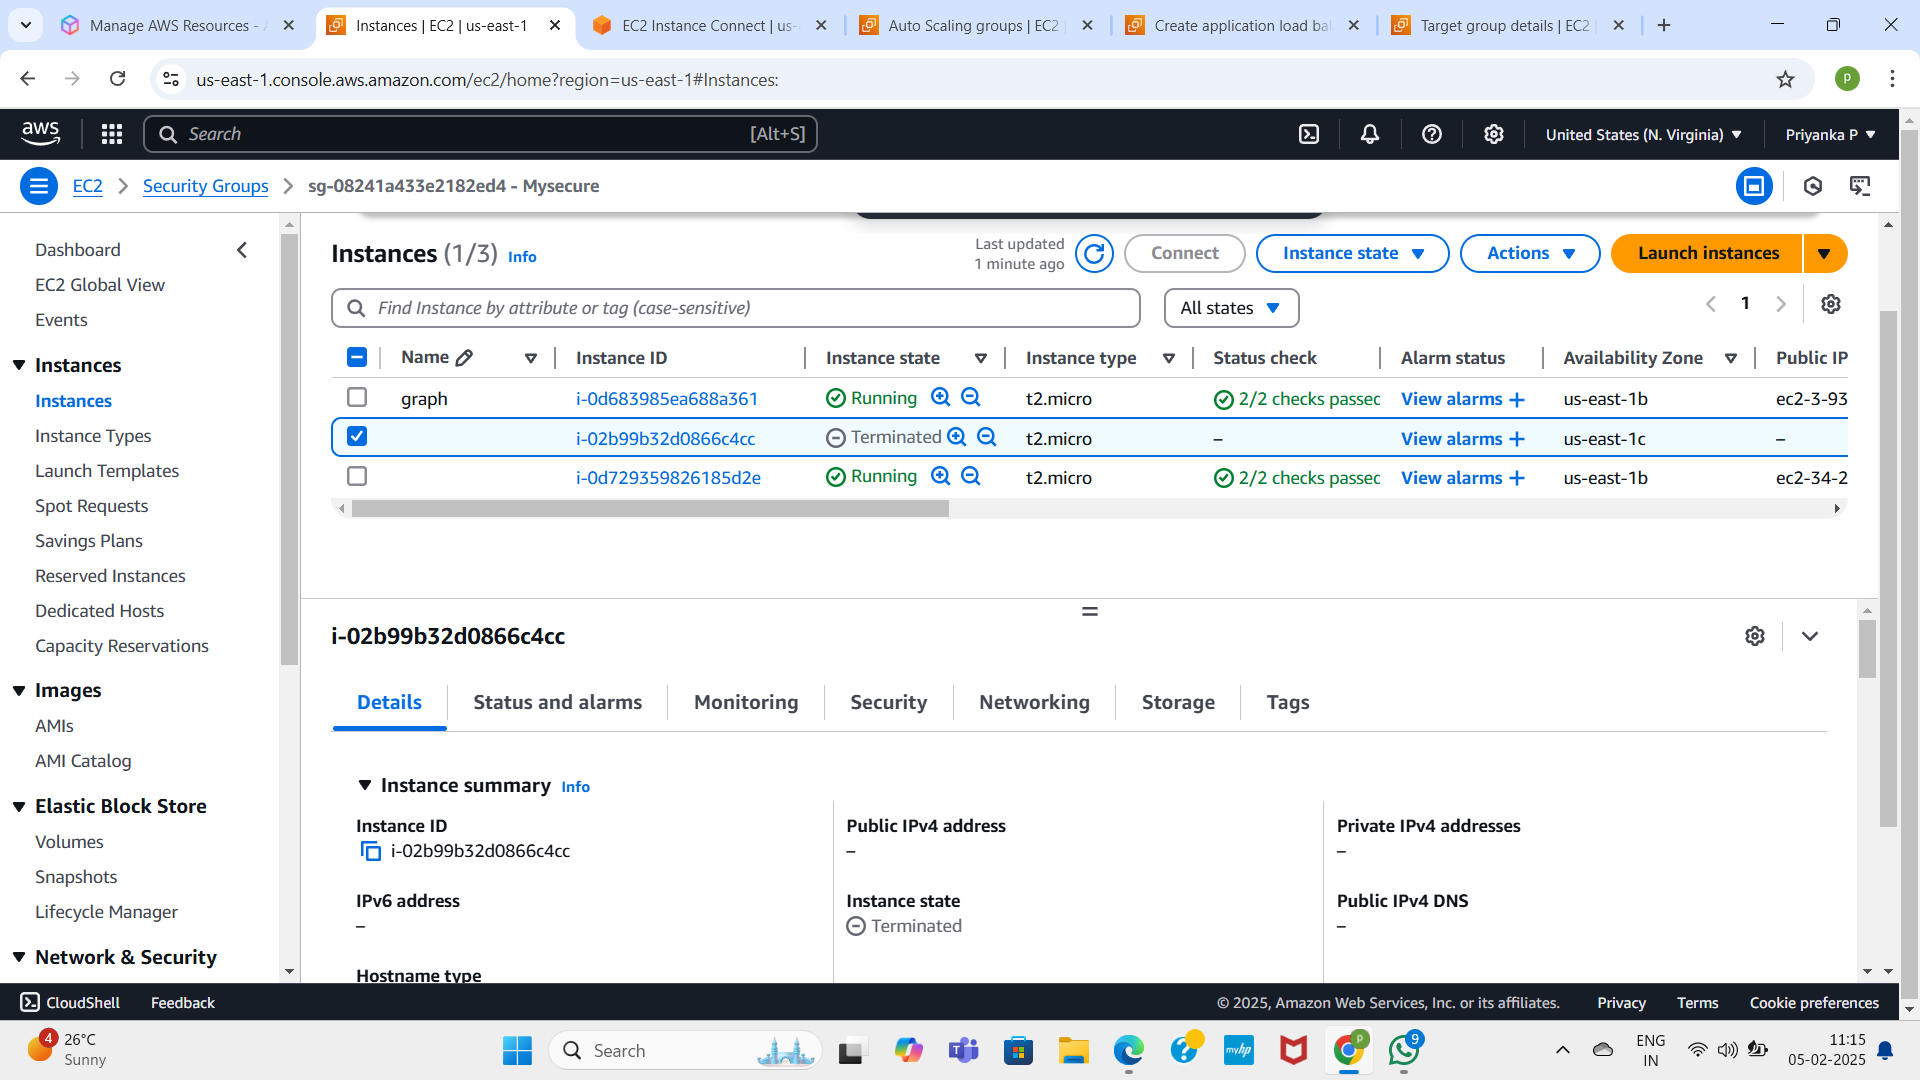 Manage AWS Resources - A
Instances | EC2 | us-east-1
EC2 Instance Connect | us-
Auto Scaling groups | EC2
Create application load bal
Target group details | EC2
us-east-1.console.aws.amazon.com/ec2/home?region=us-east-1#Instances:
p
aws
Search
[Alt+S]
United States (N. Virginia)
Priyanka P
EC2
Security Groups
sg-08241a433e2182ed4 - Mysecure
Dashboard
EC2 Global View
Events
Instances
Instances
Instance Types
Launch Templates
Spot Requests
Savings Plans
Reserved Instances
Dedicated Hosts
Capacity Reservations
Images
AMIs
AMI Catalog
Elastic Block Store
Volumes
Snapshots
Lifecycle Manager
Network & Security
Instances (1/3) Info
Last updated
1 minute ago
Connect
Instance state
Actions
Launch instances
Find Instance by attribute or tag (case-sensitive)
All states
1
Name Instance ID Instance state Instance type Status check Alarm status Availability Zone Public IP
graph i-0d683985ea688a361 Running t2.micro 2/2 checks passed View alarms + us-east-1b ec2-3-93
i-02b99b32d0866c4cc Terminated t2.micro – View alarms + us-east-1c –
i-0d729359826185d2e Running t2.micro 2/2 checks passed View alarms + us-east-1b ec2-34-2
i-02b99b32d0866c4cc
Details
Status and alarms
Monitoring
Security
Networking
Storage
Tags
Instance summary Info
Instance ID
i-02b99b32d0866c4cc
Public IPv4 address
–
Private IPv4 addresses
–
IPv6 address
–
Instance state
Terminated
Public IPv4 DNS
–
Hostname type
CloudShell
Feedback
© 2025, Amazon Web Services, Inc. or its affiliates.
Privacy
Terms
Cookie preferences
4
26°C
Sunny
Search
myhp
p
9
ENG
IN
11:15
05-02-2025